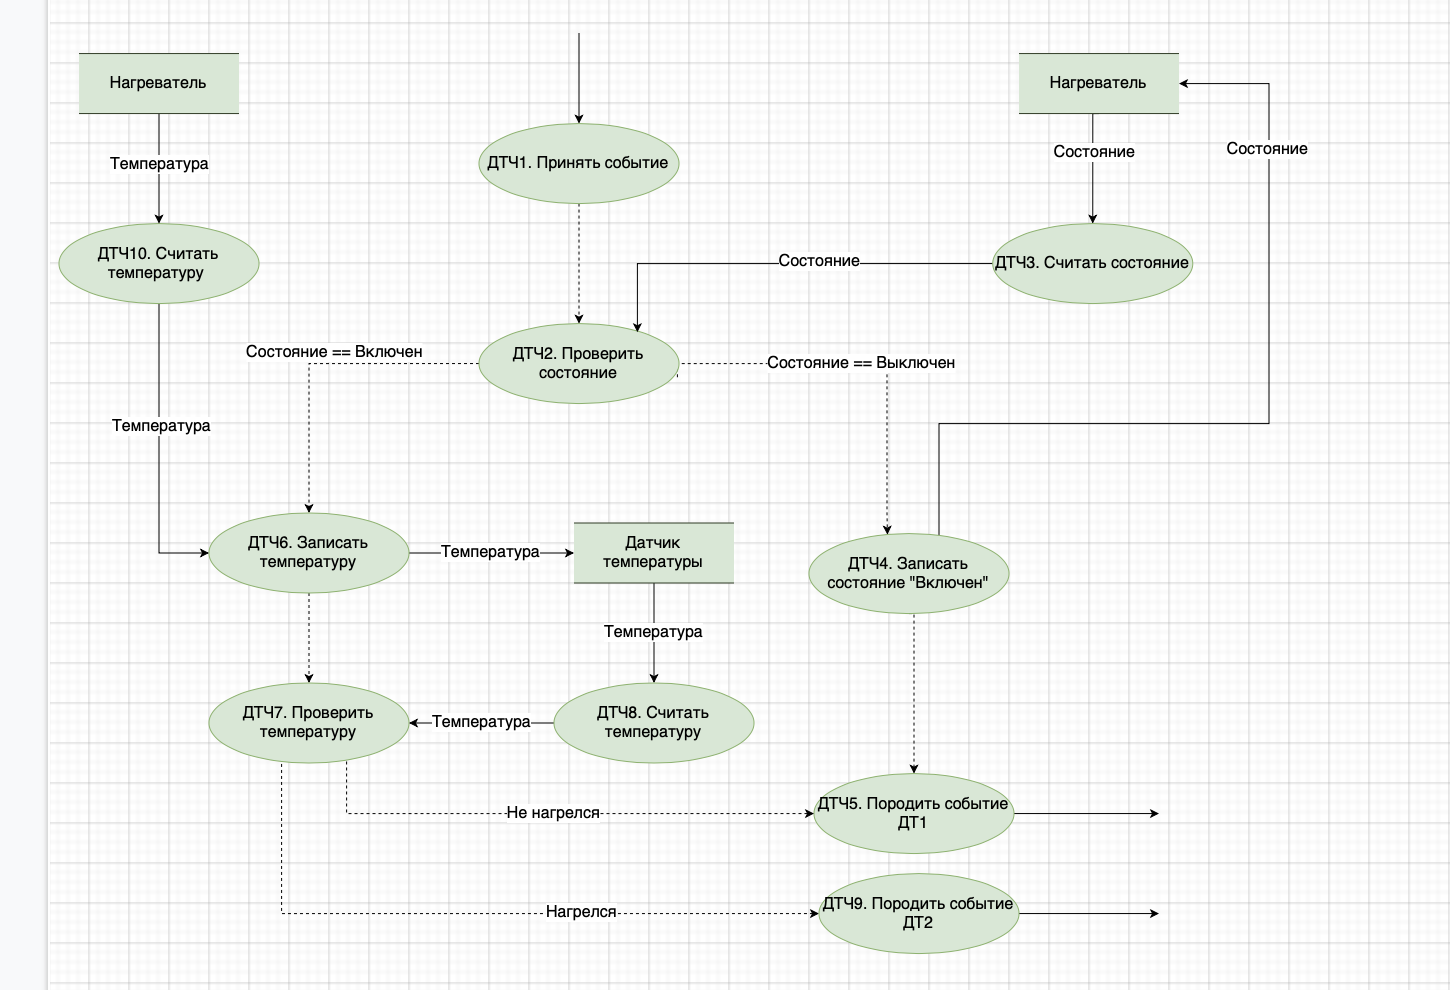 Нагреватель
Нагреватель
Температура
ДТЧ1. Принять событие
Состояние
Состояние
ДТЧ10. Считать
температуру
Состояние
ДТЧ3. Считать состояние
Состояние == Включен
ДТЧ2. Проверить
состояние
Состояние == Выключен
Температура
ДТЧ6. Записать
температуру
Температура
Датчик
температуры
ДТЧ4. Записать
состояние "Включен"
Температура
ДТЧ7. Проверить
температуру
Температура
ДТЧ8. Считать
температуру
Не нагрелся
ДТЧ5. Породить событие
ДТ1
Нагрелся
ДТЧ9. Породить событие
ДТ2